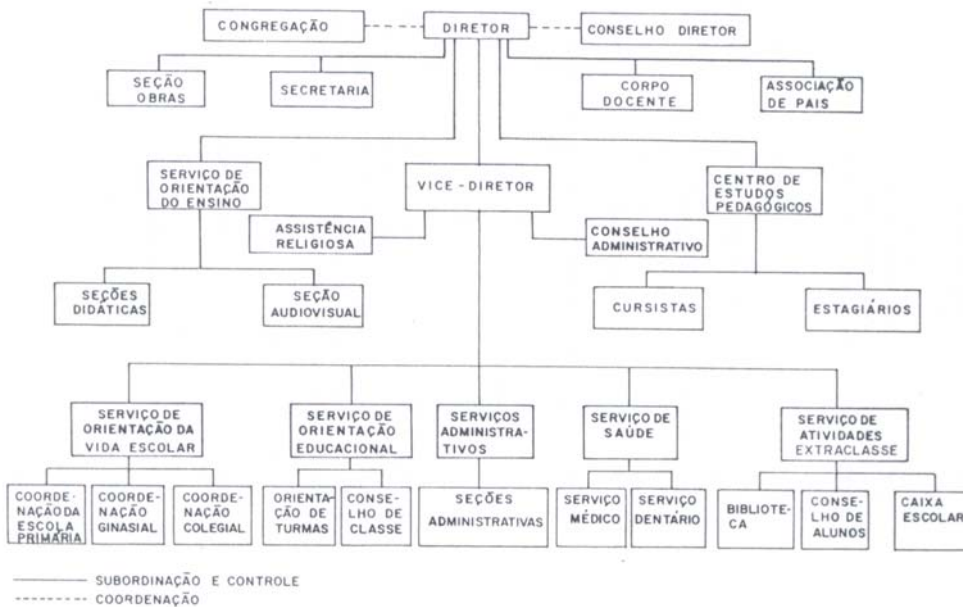 CONGREGAÇÃO
DIRETOR
CONSELHO DIRETOR
SEÇÃO
OBRAS
SECRETARIA
CORPO
DOCENTE
ASSOCIAÇÃO
DE PAIS
SERVIÇO DE
ORIENTAÇÃO
DO ENSINO
VICE-DIRETOR
CENTRO DE
ESTUDOS
PEDAGÓGICOS
ASSISTÊNCIA
RELIGIOSA
CONSELHO
ADMINISTRATIVO
SEÇÕES
DIDÁTICAS
SEÇÃO
AUDIOVISUAL
CURSISTAS
ESTAGIÁRIOS
SERVIÇO DE
ORIENTAÇÃO DA
VIDA ESCOLAR
SERVIÇO DE
ORIENTAÇÃO
EDUCACIONAL
SERVIÇOS
ADMINISTRA-
TIVOS
SERVIÇO DE
SAÚDE
SERVIÇO DE
ATIVIDADES
EXTRACLASSE
COORDE-
NAÇÃO DA
ESCOLA
PRIMÁRIA
COORDE-
NAÇÃO
GINASIAL
COORDE-
NAÇÃO
COLEGIAL
ORIENTA-
ÇÃO DE
TURMAS
CONSE-
LHO DE
CLASSE
SEÇÕES
ADMINISTRATIVAS
SERVIÇO
MÉDICO
SERVIÇO
DENTÁRIO
BIBLIOTE-
CA
CONSE-
LHO DE
ALUNOS
CAIXA
ESCOLAR
SUBORDINAÇÃO E CONTROLE
COORDENAÇÃO